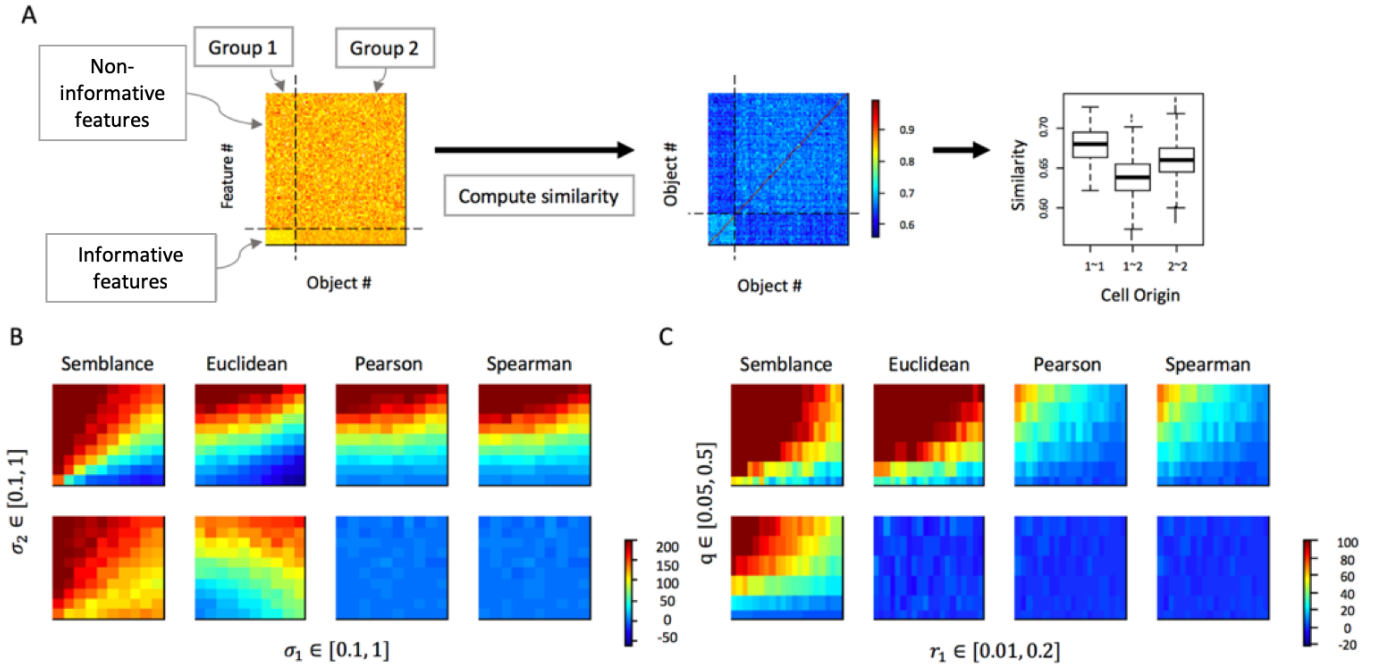 A
Group 1
Group 2
Non-
informative
features
Feature #
Informative
features
Object #
Compute similarity
Object #
Object #
0.9
0.8
0.7
0.6
Similarity
0.70
0.65
0.60
1~1
1~2
2~2
Cell Origin
B
Semblance
Euclidean
Pearson
Spearman
σ₂ ∈ [0.1, 1]
200
150
100
50
0
-50
σ₁ ∈ [0.1, 1]
C
Semblance
Euclidean
Pearson
Spearman
q ∈ [0.05, 0.5]
100
80
60
40
20
0
-20
r₁ ∈ [0.01, 0.2]